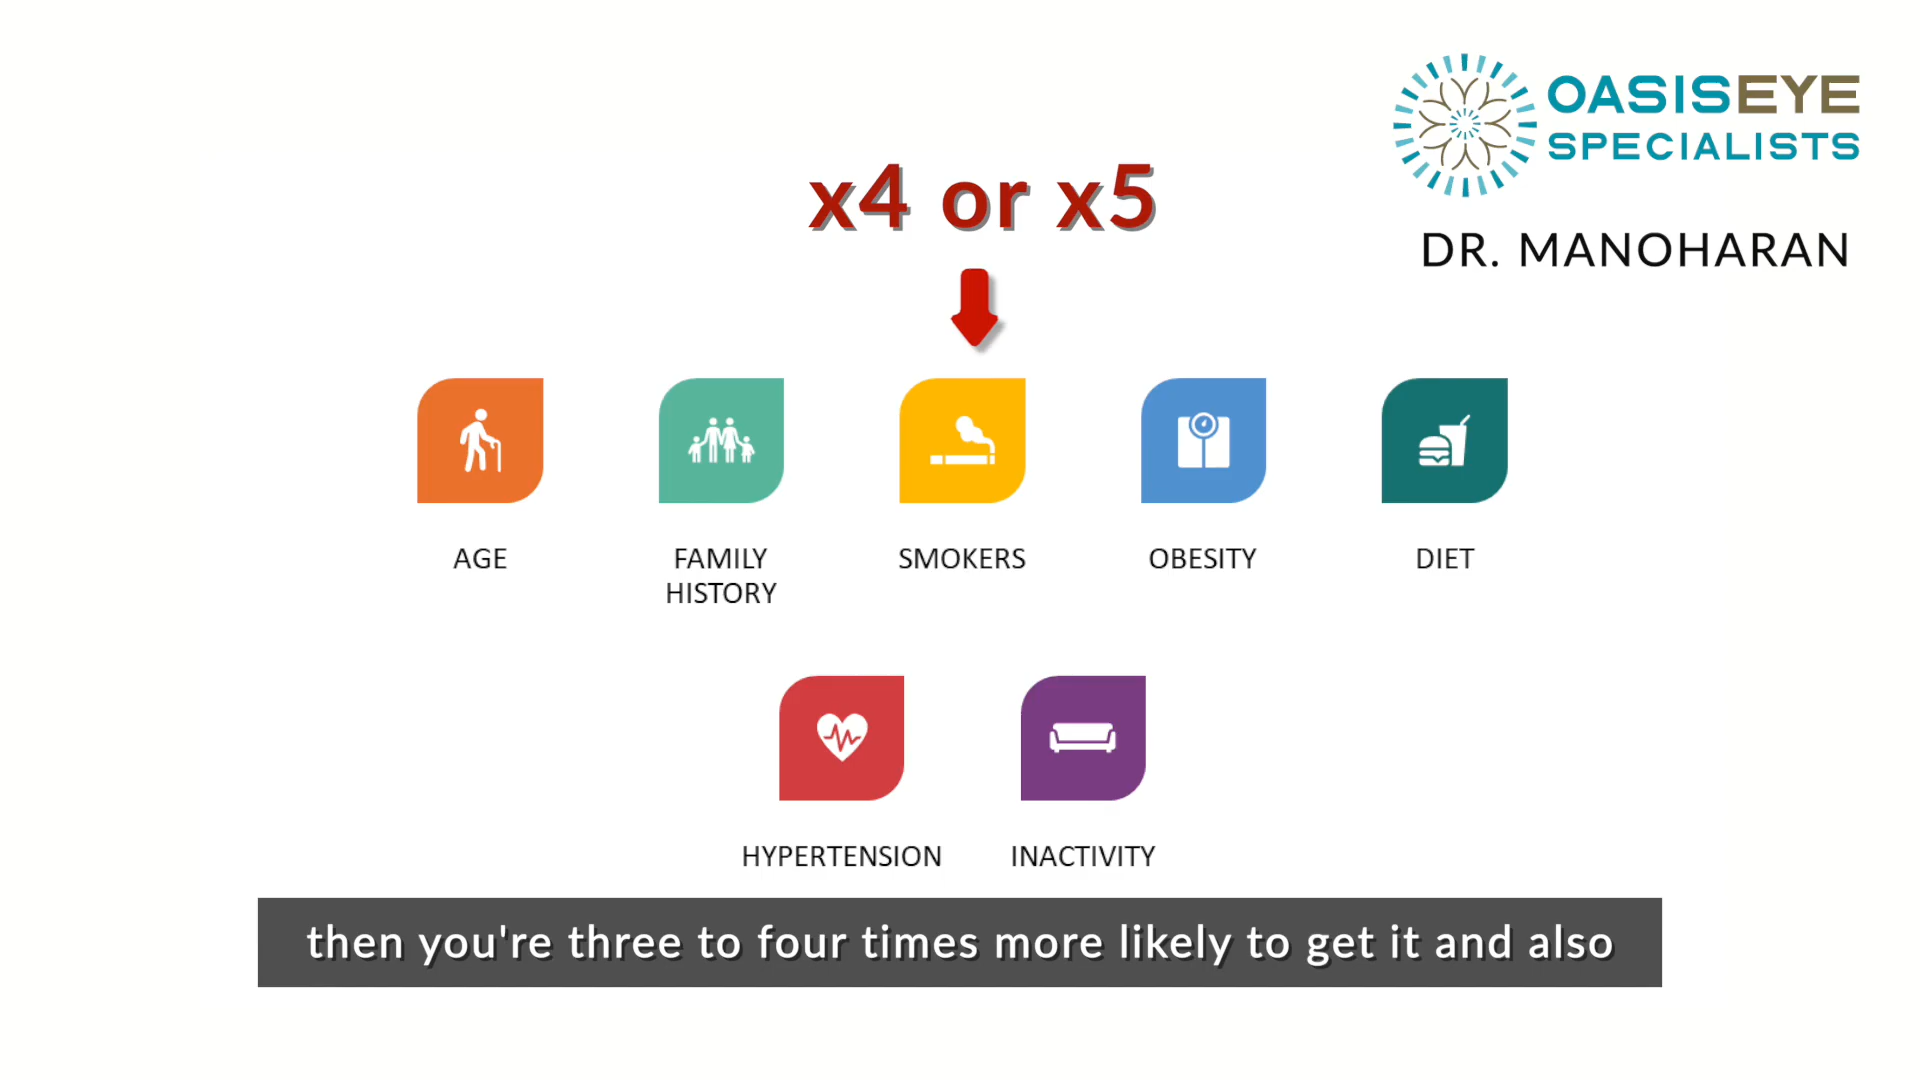 OASISEYE
SPECIALISTS
DR. MANOHARAN
x4 or x5
AGE
FAMILY
HISTORY
SMOKERS
OBESITY
DIET
HYPERTENSION
INACTIVITY
then you're three to four times more likely to get it and also